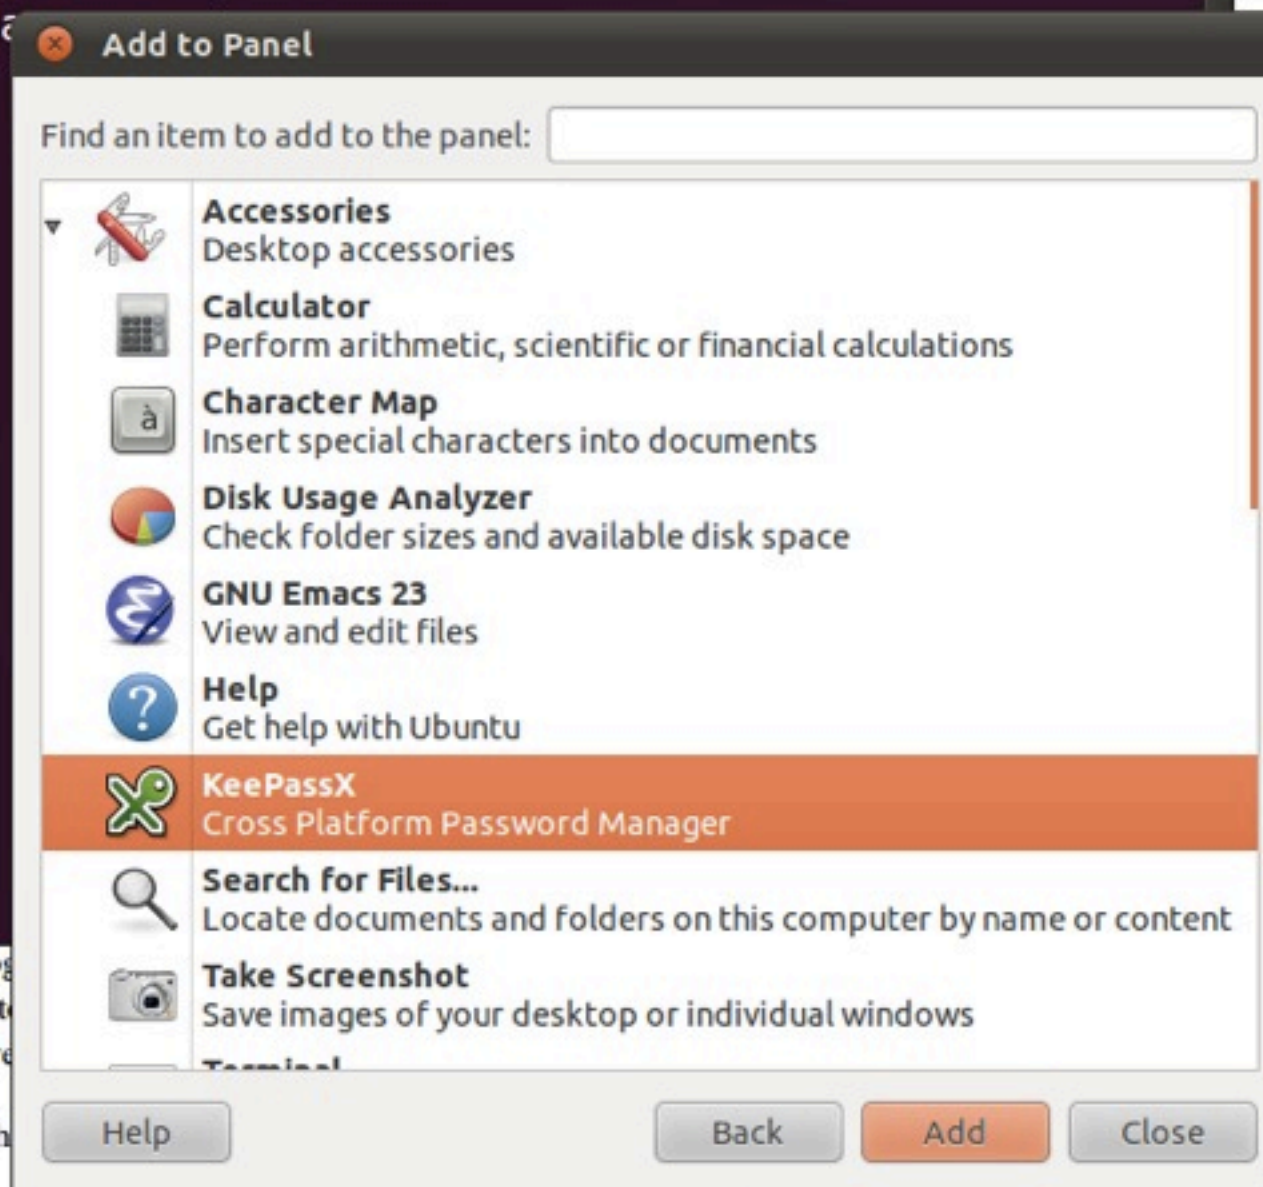 Add to Panel
Find an item to add to the panel:
Accessories
Desktop accessories
Calculator
Perform arithmetic, scientific or financial calculations
à
Character Map
Insert special characters into documents
Disk Usage Analyzer
Check folder sizes and available disk space
GNU Emacs 23
View and edit files
?
Help
Get help with Ubuntu
KeePassX
Cross Platform Password Manager
Search for Files...
Locate documents and folders on this computer by name or content
Take Screenshot
Save images of your desktop or individual windows
Terminal
Help Back Add Close